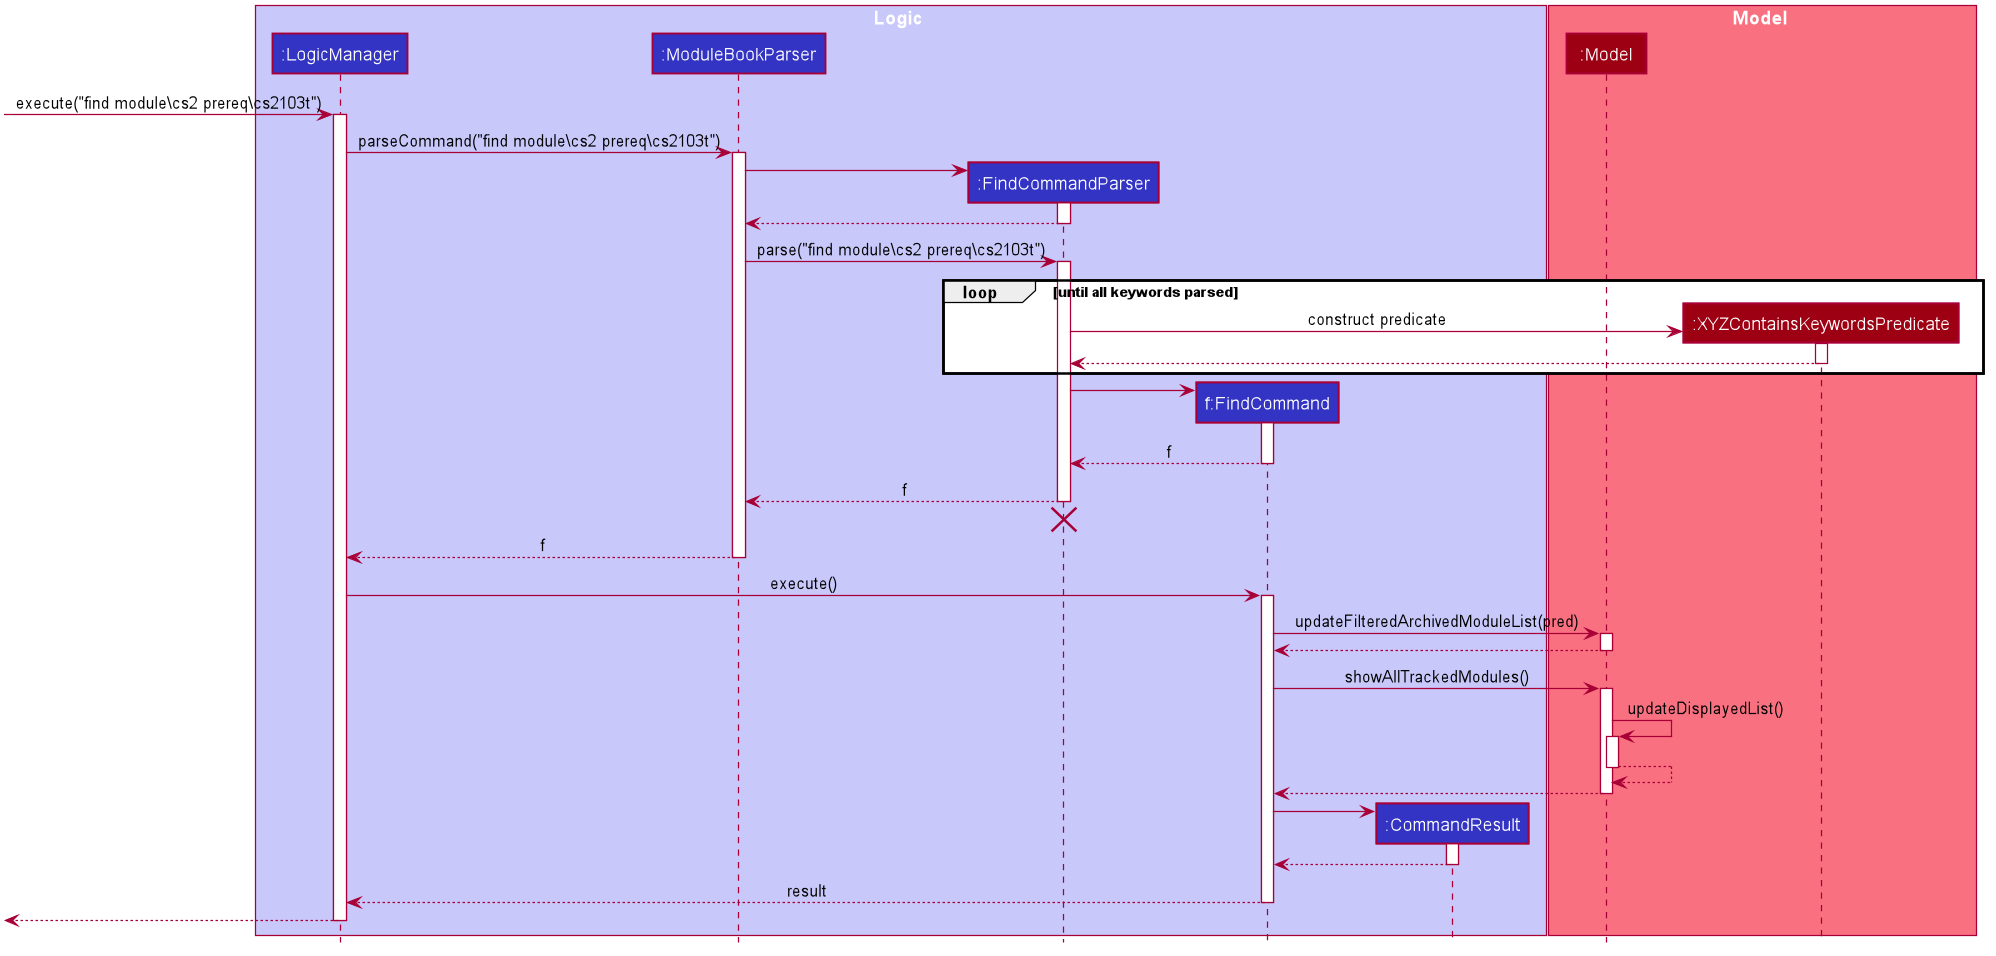 Logic
Model
:LogicManager
:ModuleBookParser
:Model
execute("find module\cs2 prereq\cs2103t")
parseCommand("find module\cs2 prereq\cs2103t")
:FindCommandParser
parse("find module\cs2 prereq\cs2103t")
loop
[until all keywords parsed]
construct predicate
:XYZContainsKeywordsPredicate
f:FindCommand
f
f
f
execute()
updateFilteredArchivedModuleList(pred)
showAllTrackedModules()
updateDisplayedList()
:CommandResult
result